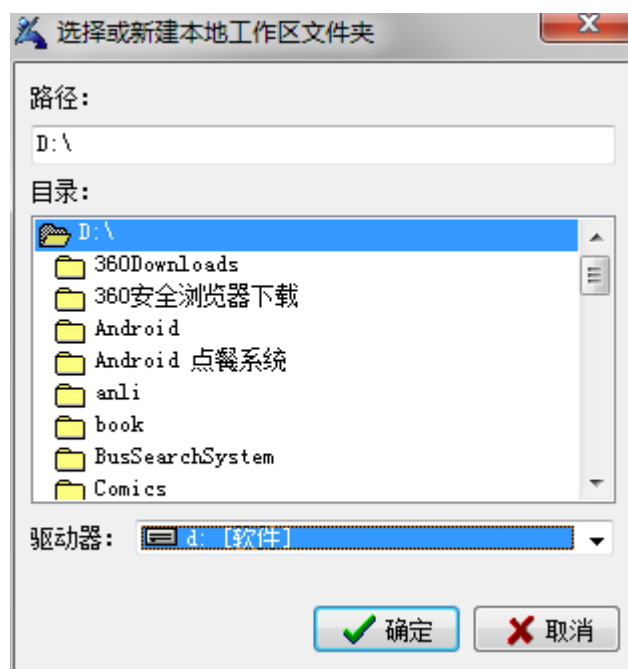 选择或新建本地工作区文件夹
路径:
D:\
目录:
D:\
360Downloads
360安全浏览器下载
Android
Android 点餐系统
anli
book
BusSearchSystem
Comics
驱动器: d: [软件]
确定 取消